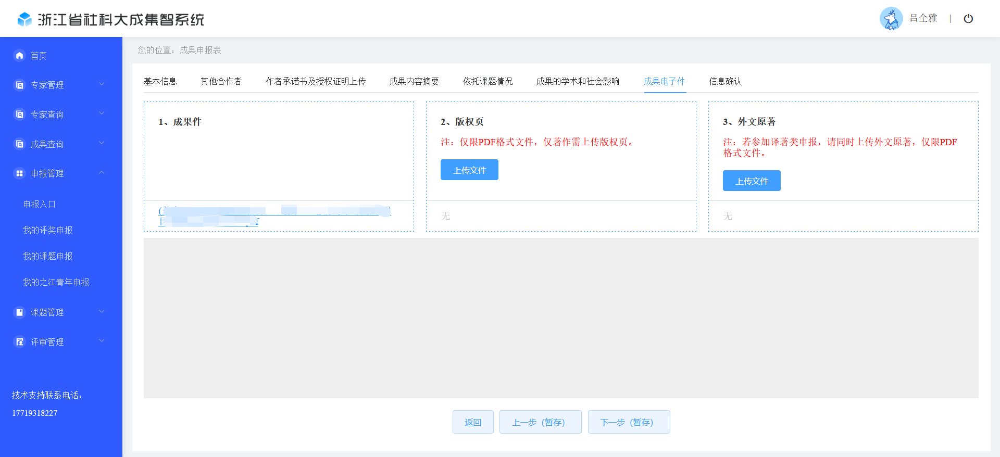 浙江省社科大成集智系统
吕全雅
首页
专家管理
专家查询
成果查询
申报管理
申报入口
我的评奖申报
我的课题申报
我的之江青年申报
课题管理
评审管理
技术支持联系电话：
17719318227
您的位置：成果申报表
基本信息 其他合作者 作者承诺书及授权证明上传 成果内容摘要 依托课题情况 成果的学术和社会影响 成果电子件 信息确认
1、成果件
2、版权页
注：仅限PDF格式文件，仅著作需上传版权页。
上传文件
无
3、外文原著
注：若参加译著类申报，请同时上传外文原著，仅限PDF
格式文件。
上传文件
无
返回 上一步（暂存） 下一步（暂存）